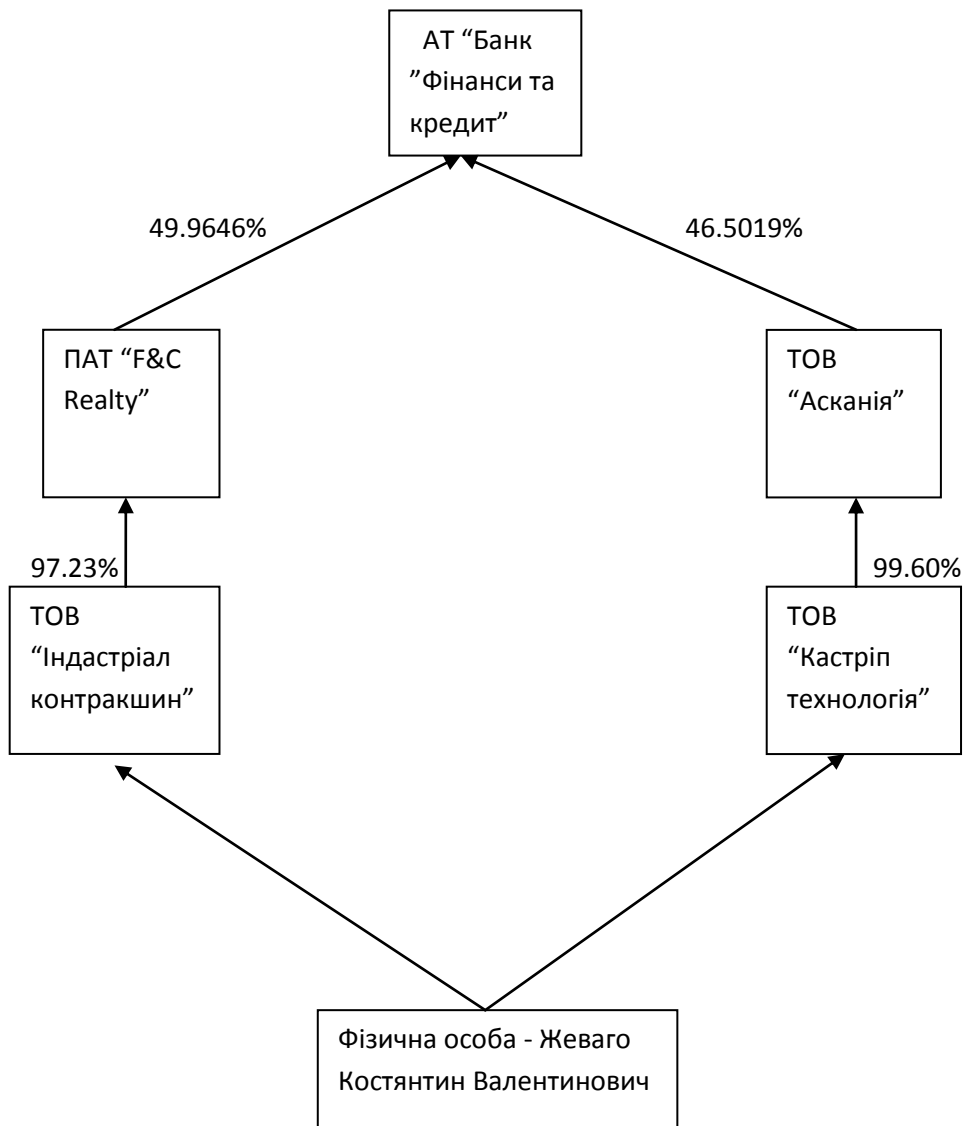 АТ “Банк
”Фінанси та
кредит”
49.9646%
46.5019%
ПАТ “F&C
Realty”
ТОВ
“Асканія”
97.23%
99.60%
ТОВ
“Індастріал
контракшин”
ТОВ
“Кастріп
технологія”
Фізична особа - Жеваго
Костянтин Валентинович